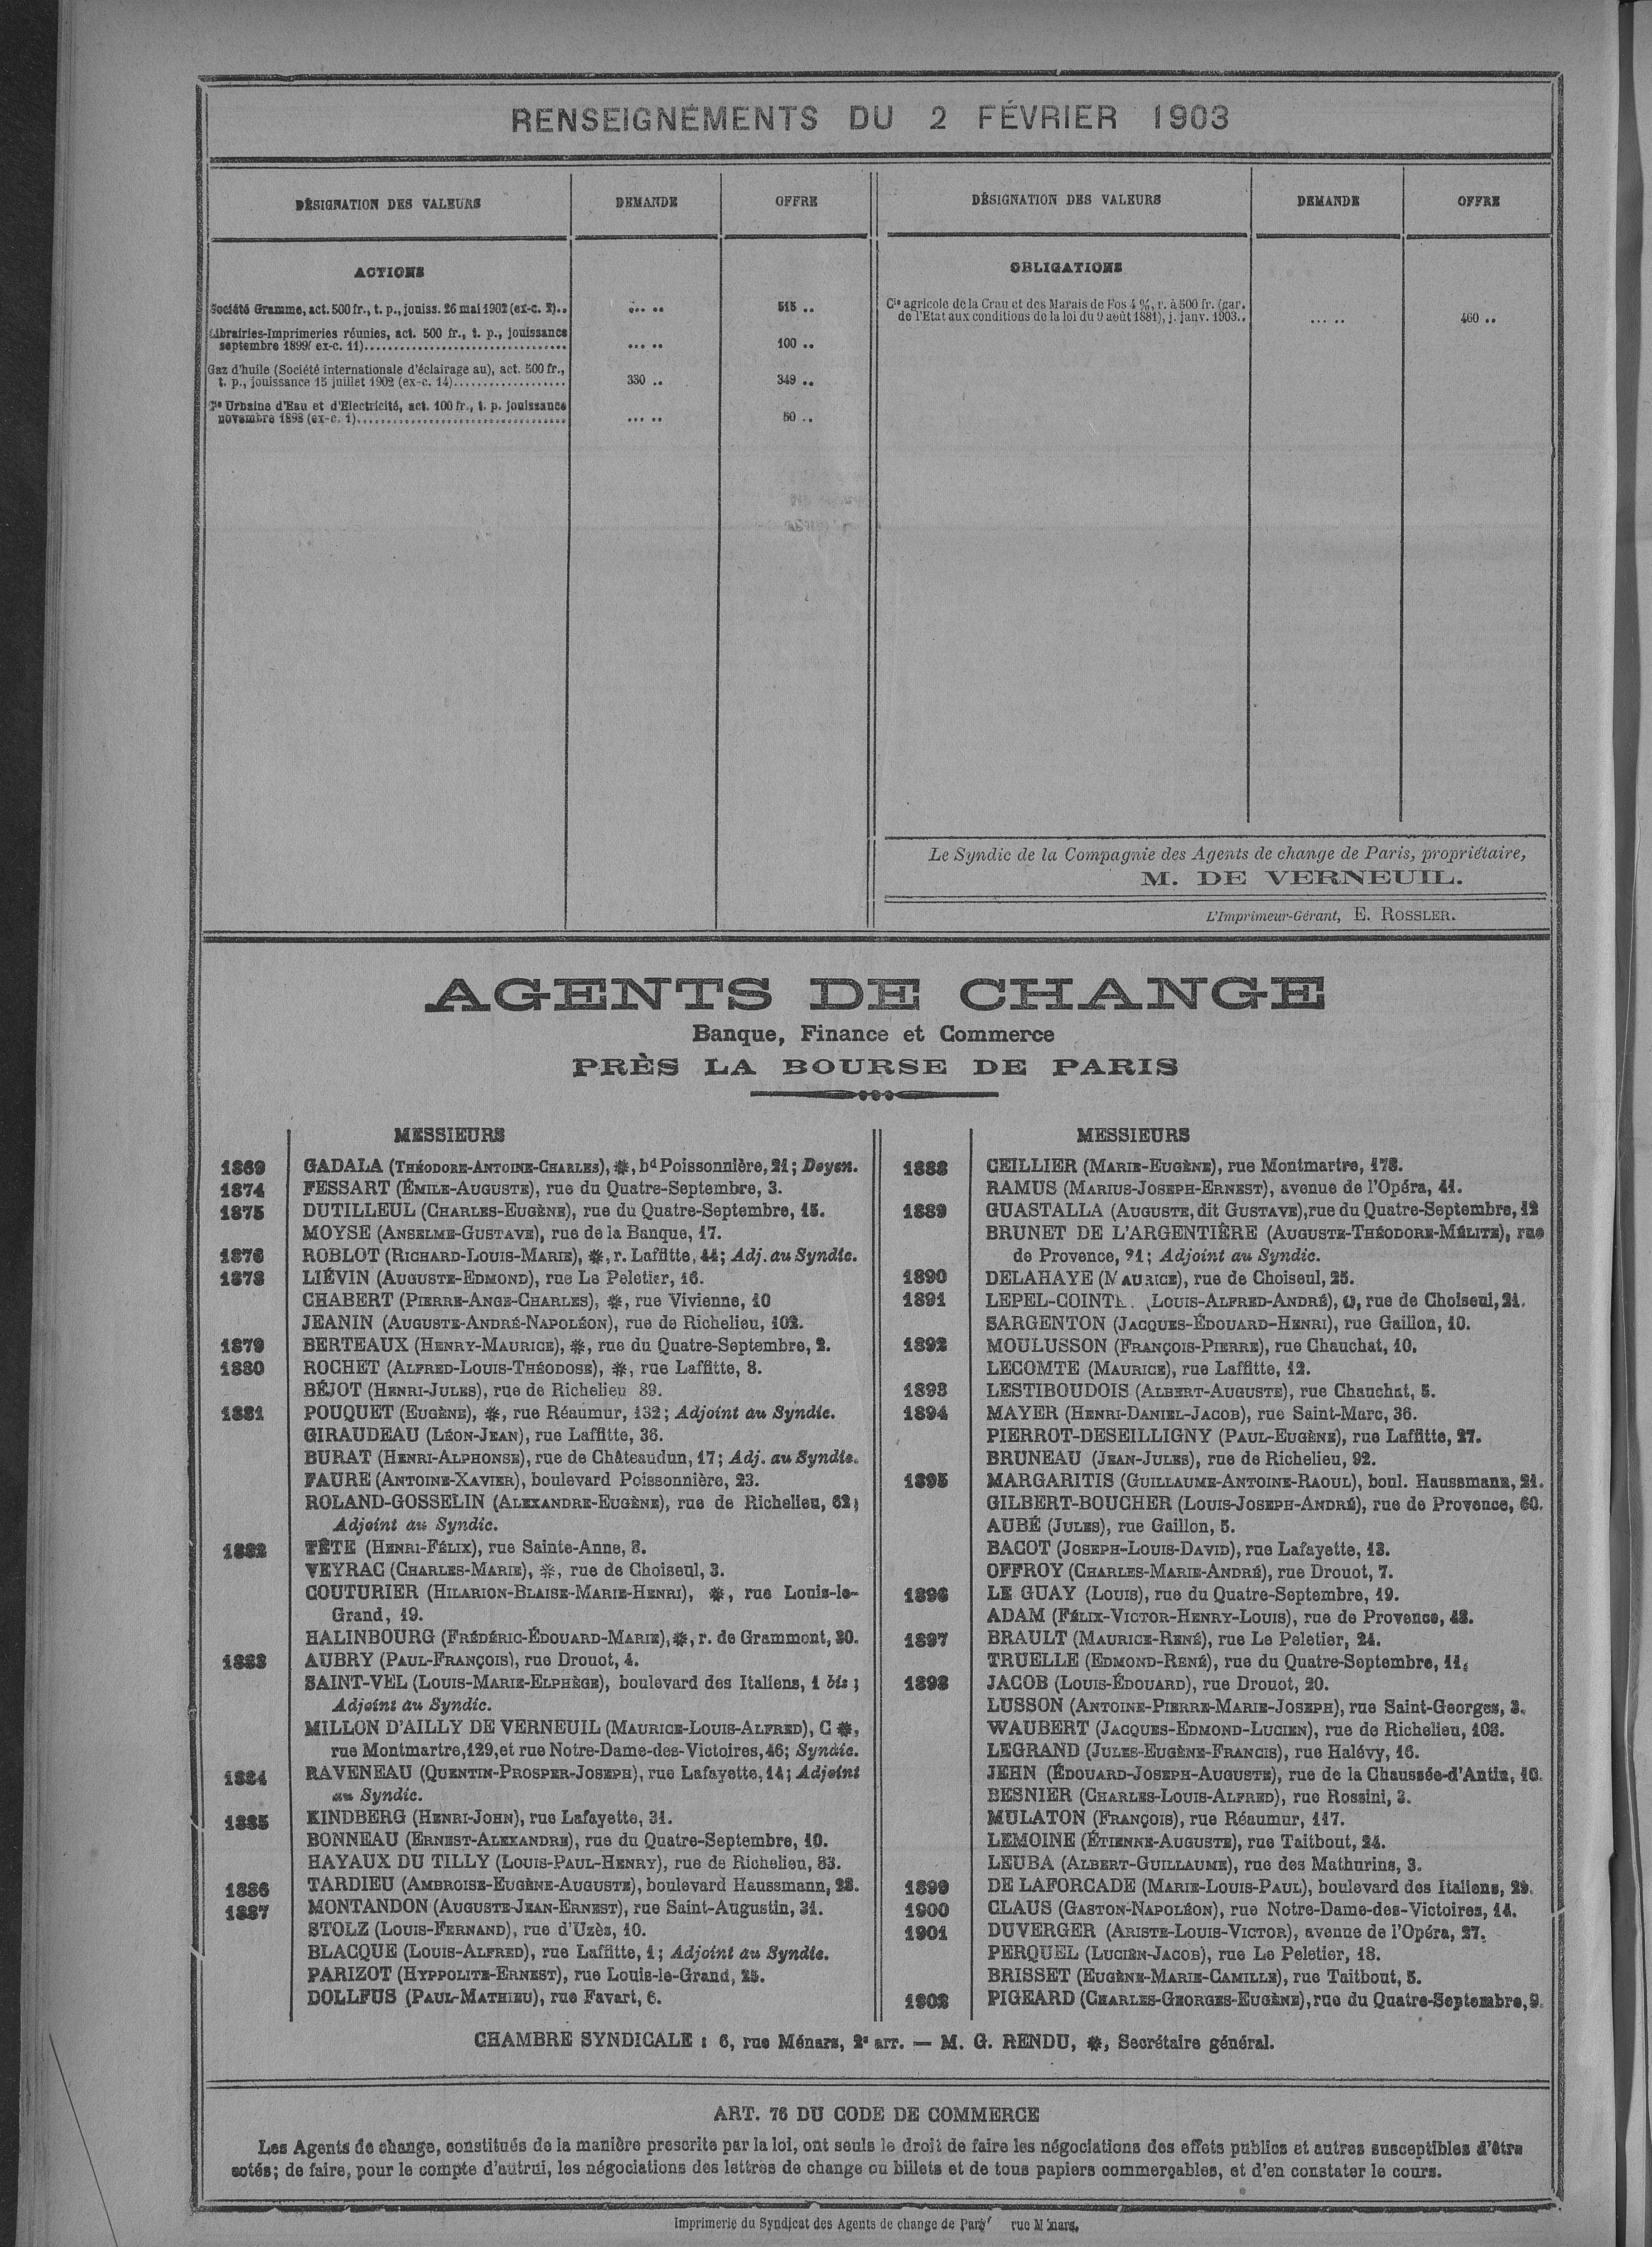 RENSEIGNEMENTS DU 2 FÉVRIER 1903
DÉSIGNATION DES VALEURS
DEMANDE
OFFRE
ACTIONS
Société Gramme, act. 500 fr., t. p., jouiss. 26 mai 1902 (ex-c. 2)..
... ..
515 ..
Librairies-Imprimeries réunies, act. 500 fr., t. p., jouissance
septembre 1899( ex-c. 11)..................................
... ..
100 ..
Gaz d'huile (Société internationale d'éclairage au), act. 500 fr.,
t. p., jouissance 15 juillet 1902 (ex-c. 14)..................
330 ..
349 ..
Cie Urbaine d'Eau et d'Electricité, act. 100 fr., t. p. jouissance
novembre 1898 (ex-c. 1)..................................
... ..
50 ..
DÉSIGNATION DES VALEURS
DEMANDE
OFFRE
OBLIGATIONS
Cie agricole de la Crau et des Marais de Fos 4 %, r. à 500 fr. (gar.
de l'Etat aux conditions de la loi du 9 août 1881), j. janv. 1903..
... ..
460 ..
Le Syndic de la Compagnie des Agents de change de Paris, propriétaire,
M. DE VERNEUIL.
L'Imprimeur-Gérant, E. ROSSLER.
AGENTS DE CHANGE
Banque, Finance et Commerce
PRÈS LA BOURSE DE PARIS
MESSIEURS
1869 GADALA (THÉODORE-ANTOINE-CHARLES), ✻, bd Poissonnière, 21; Doyen.
1874 FESSART (ÉMILE-AUGUSTE), rue du Quatre-Septembre, 3.
1875 DUTILLEUL (CHARLES-EUGÈNE), rue du Quatre-Septembre, 15.
MOYSE (ANSELME-GUSTAVE), rue de la Banque, 17.
1876 ROBLOT (RICHARD-LOUIS-MARIE), ✻, r. Laffitte, 44; Adj. au Syndic.
1878 LIÉVIN (AUGUSTE-EDMOND), rue Le Peletier, 16.
CHABERT (PIERRE-ANGE-CHARLES), ✻, rue Vivienne, 10
JEANIN (AUGUSTE-ANDRÉ-NAPOLÉON), rue de Richelieu, 102.
1879 BERTEAUX (HENRY-MAURICE), ✻, rue du Quatre-Septembre, 2.
1880 ROCHET (ALFRED-LOUIS-THÉODOSE), ✻, rue Laffitte, 8.
BÉJOT (HENRI-JULES), rue de Richelieu 89.
1881 POUQUET (EUGÈNE), ✻, rue Réaumur, 132; Adjoint au Syndic.
GIRAUDEAU (LÉON-JEAN), rue Laffitte, 36.
BURAT (HENRI-ALPHONSE), rue de Châteaudun, 17; Adj. au Syndic.
FAURE (ANTOINE-XAVIER), boulevard Poissonnière, 23.
ROLAND-GOSSELIN (ALEXANDRE-EUGÈNE), rue de Richelieu, 62;
Adjoint au Syndic.
1882 TÊTE (HENRI-FÉLIX), rue Sainte-Anne, 8.
VEYRAC (CHARLES-MARIE), ✻, rue de Choiseul, 3.
COUTURIER (HILARION-BLAISE-MARIE-HENRI), ✻, rue Louis-le-
Grand, 19.
HALINBOURG (FRÉDÉRIC-ÉDOUARD-MARIE), ✻, r. de Grammont, 30.
1883 AUBRY (PAUL-FRANÇOIS), rue Drouot, 4.
SAINT-VEL (LOUIS-MARIE-ELPHÈGE), boulevard des Italiens, 1 bis;
Adjoint au Syndic.
MILLON D'AILLY DE VERNEUIL (MAURICE-LOUIS-ALFRED), C ✻,
rue Montmartre, 129, et rue Notre-Dame-des-Victoires, 46; Syndic.
1884 RAVENEAU (QUENTIN-PROSPER-JOSEPH), rue Lafayette, 14; Adjoint
au Syndic.
1885 KINDBERG (HENRI-JOHN), rue Lafayette, 31.
BONNEAU (ERNEST-ALEXANDRE), rue du Quatre-Septembre, 10.
HAYAUX DU TILLY (LOUIS-PAUL-HENRY), rue de Richelieu, 83.
1886 TARDIEU (AMBROISE-EUGÈNE-AUGUSTE), boulevard Haussmann, 28.
1887 MONTANDON (AUGUSTE-JEAN-ERNEST), rue Saint-Augustin, 31.
STOLZ (LOUIS-FERNAND), rue d'Uzès, 10.
BLACQUE (LOUIS-ALFRED), rue Laffitte, 1; Adjoint au Syndic.
PARIZOT (HYPPOLITE-ERNEST), rue Louis-le-Grand, 25.
DOLLFUS (PAUL-MATHIEU), rue Favart, 6.
MESSIEURS
1888 CEILLIER (MARIE-EUGÈNE), rue Montmartre, 178.
RAMUS (MARIUS-JOSEPH-ERNEST), avenue de l'Opéra, 41.
1889 GUASTALLA (AUGUSTE, dit GUSTAVE), rue du Quatre-Septembre, 12
BRUNET DE L'ARGENTIÈRE (AUGUSTE-THÉODORE-MÉLITE), rue
de Provence, 21; Adjoint au Syndic.
1890 DELAHAYE (MAURICE), rue de Choiseul, 25.
1891 LEPEL-COINTE. (LOUIS-ALFRED-ANDRÉ), rue de Choiseul, 21.
SARGENTON (JACQUES-ÉDOUARD-HENRI), rue Gaillon, 10.
1892 MOULUSSON (FRANÇOIS-PIERRE), rue Chauchat, 10.
LECOMTE (MAURICE), rue Laffitte, 12.
1893 LESTIBOUDOIS (ALBERT-AUGUSTE), rue Chauchat, 5.
1894 MAYER (HENRI-DANIEL-JACOB), rue Saint-Marc, 36.
PIERROT-DESEILLIGNY (PAUL-EUGÈNE), rue Laffitte, 27.
BRUNEAU (JEAN-JULES), rue de Richelieu, 92.
1895 MARGARITIS (GUILLAUME-ANTOINE-RAOUL), boul. Haussmann, 21.
GILBERT-BOUCHER (LOUIS-JOSEPH-ANDRÉ), rue de Provence, 60.
AUBÉ (JULES), rue Gaillon, 5.
BACOT (JOSEPH-LOUIS-DAVID), rue Lafayette, 13.
OFFROY (CHARLES-MARIE-ANDRÉ), rue Drouot, 7.
1896 LE GUAY (LOUIS), rue du Quatre-Septembre, 19.
ADAM (FÉLIX-VICTOR-HENRY-LOUIS), rue de Provence, 48.
1897 BRAULT (MAURICE-RENÉ), rue Le Peletier, 24.
TRUELLE (EDMOND-RENÉ), rue du Quatre-Septembre, 11.
1898 JACOB (LOUIS-ÉDOUARD), rue Drouot, 20.
LUSSON (ANTOINE-PIERRE-MARIE-JOSEPH), rue Saint-Georges, 3.
WAUBERT (JACQUES-EDMOND-LUCIEN), rue de Richelieu, 108.
LEGRAND (JULES-EUGÈNE-FRANCIS), rue Halévy, 16.
JEHN (ÉDOUARD-JOSEPH-AUGUSTE), rue de la Chaussée-d'Antin, 10.
BESNIER (CHARLES-LOUIS-ALFRED), rue Rossini, 3.
MULATON (FRANÇOIS), rue Réaumur, 117.
LEMOINE (ÉTIENNE-AUGUSTE), rue Taitbout, 24.
LEUBA (ALBERT-GUILLAUME), rue des Mathurins, 3.
1899 DE LAFORCADE (MARIE-LOUIS-PAUL), boulevard des Italiens, 29.
1900 CLAUS (GASTON-NAPOLÉON), rue Notre-Dame-des-Victoires, 14.
1901 DUVERGER (ARISTE-LOUIS-VICTOR), avenue de l'Opéra, 27.
PERQUEL (LUCIEN-JACOB), rue Le Peletier, 18.
BRISSET (EUGÈNE-MARIE-CAMILLE), rue Taitbout, 5.
1902 PIGEARD (CHARLES-GEORGES-EUGÈNE), rue du Quatre-Septembre, 9.
CHAMBRE SYNDICALE : 6, rue Ménars, 2e arr. — M. G. RENDU, ✻, Secrétaire général.
ART. 76 DU CODE DE COMMERCE
Les Agents de change, constitués de la manière prescrite par la loi, ont seuls le droit de faire les négociations des effets publics et autres susceptibles d'être
cotés; de faire, pour le compte d'autrui, les négociations des lettres de change ou billets et de tous papiers commerçables, et d'en constater le cours.
Imprimerie du Syndicat des Agents de change de Paris rue Ménars.